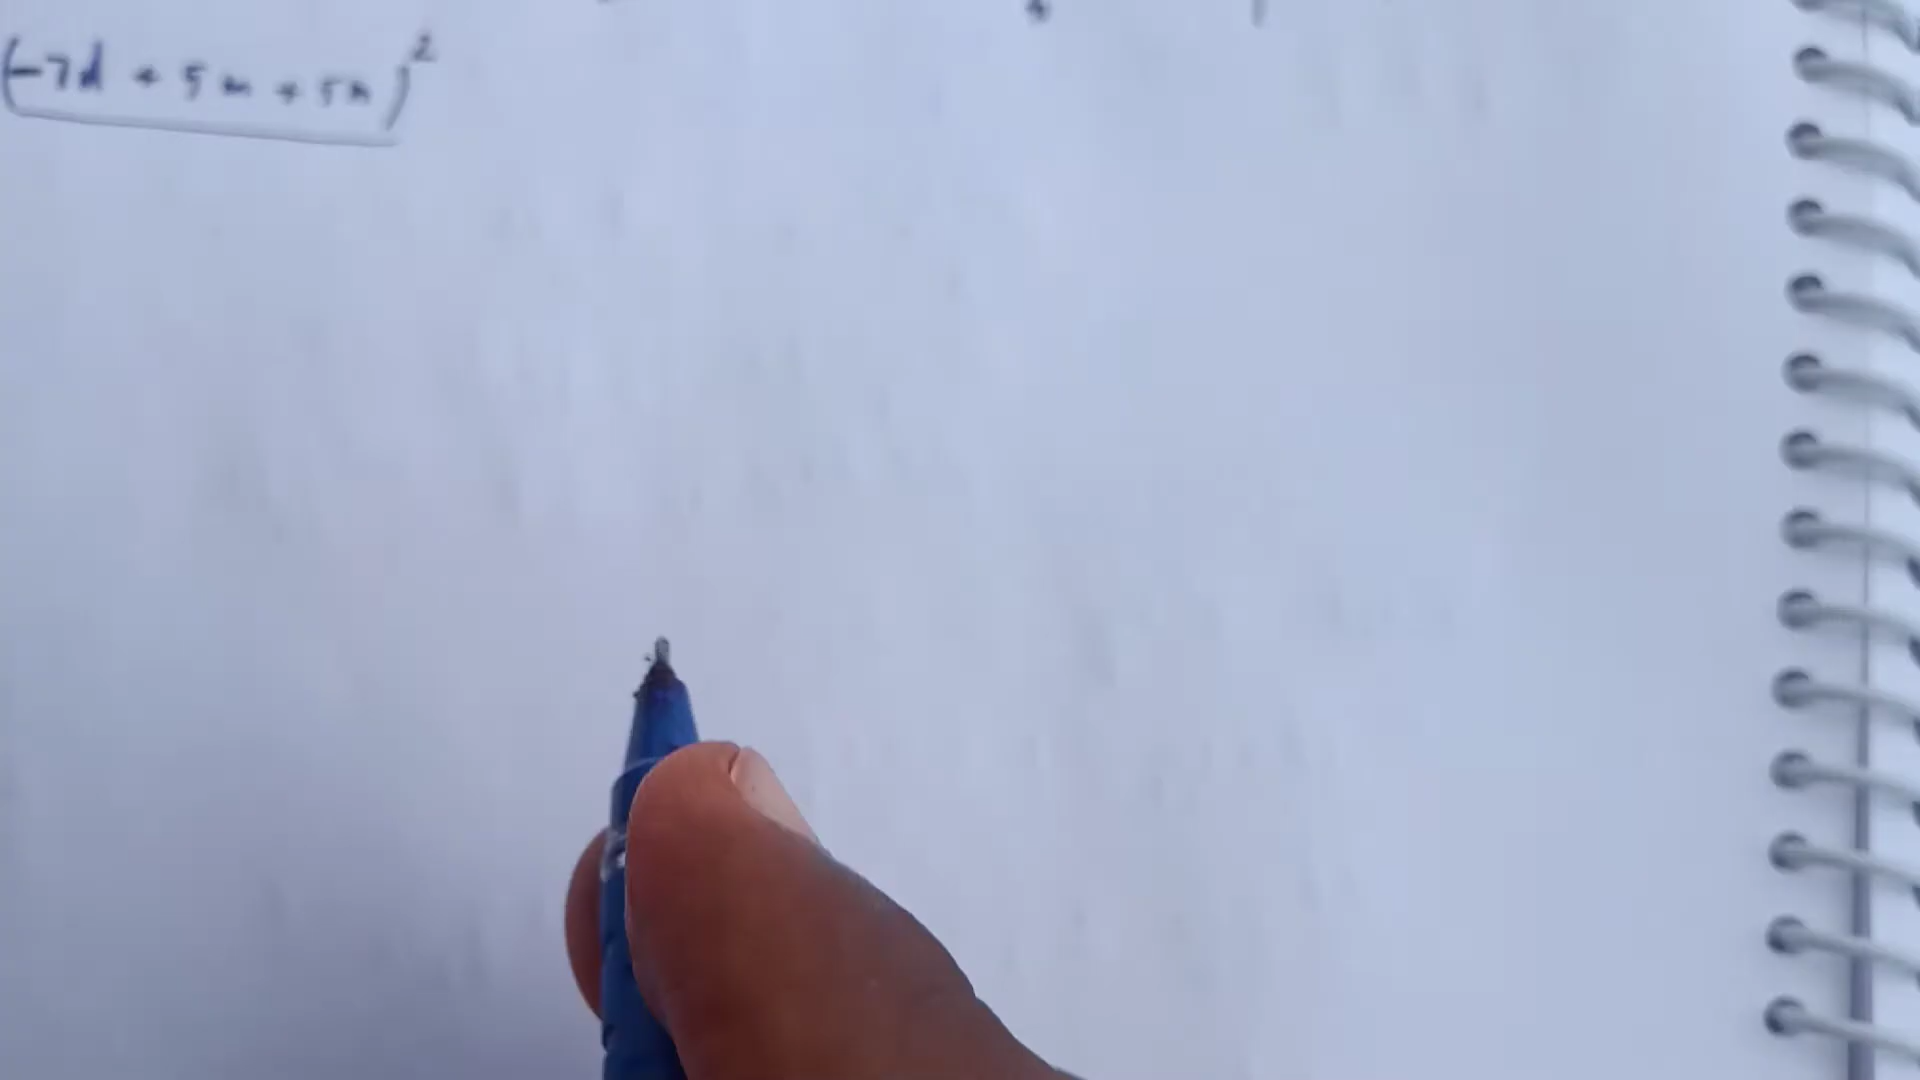 (-7d + 5m + 5n)²